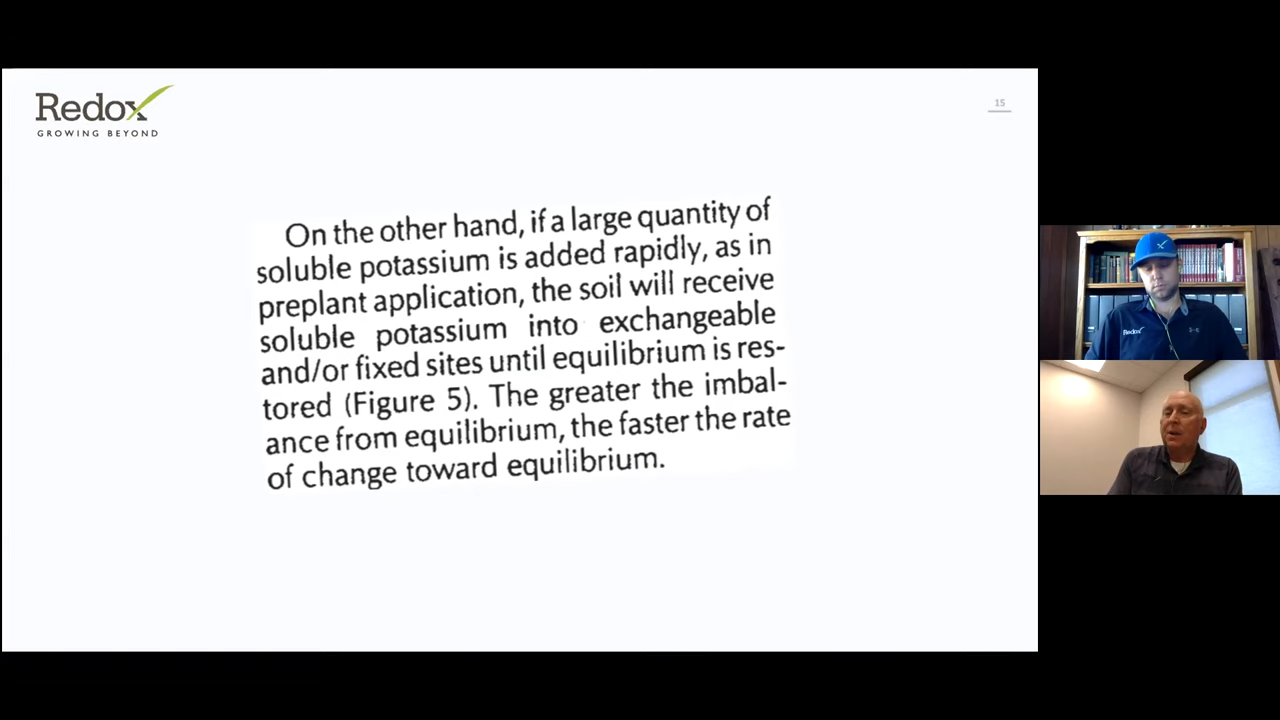 Redox
GROWING BEYOND
15
On the other hand, if a large quantity of
soluble potassium is added rapidly, as in
preplant application, the soil will receive
soluble potassium into exchangeable
and/or fixed sites until equilibrium is res-
tored (Figure 5). The greater the imbal-
ance from equilibrium, the faster the rate
of change toward equilibrium.
Redox